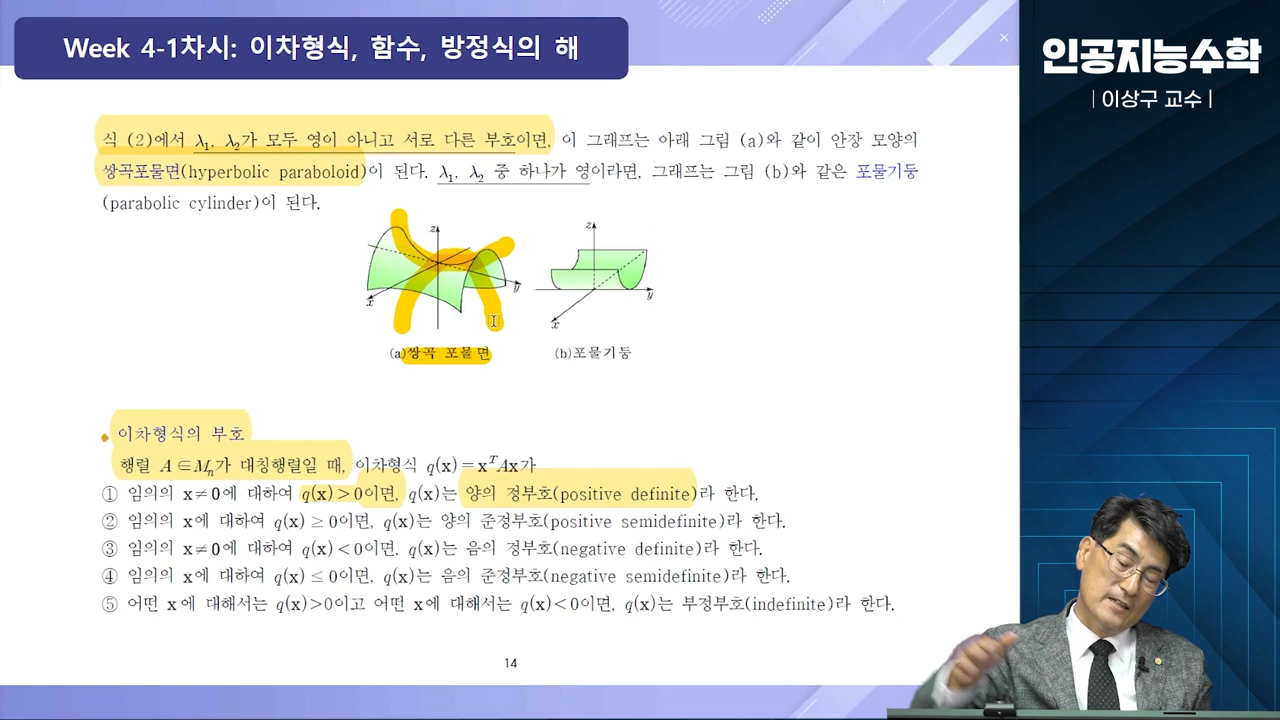 Week 4-1차시: 이차형식, 함수, 방정식의 해
인공지능수학
| 이상구 교수 |
식 (2)에서 λ₁, λ₂가 모두 영이 아니고 서로 다른 부호이면, 이 그래프는 아래 그림 (a)와 같이 안장 모양의
쌍곡포물면(hyperbolic paraboloid)이 된다. λ₁, λ₂ 중 하나가 영이라면, 그래프는 그림 (b)와 같은 포물기둥
(parabolic cylinder)이 된다.
z
x
y
z
x
y
(a)쌍곡 포물면
(b)포물기둥
• 이차형식의 부호
행렬 A∈Mₙ가 대칭행렬일 때, 이차형식 q(x)=xᵀAx가
① 임의의 x≠0에 대하여 q(x)>0이면, q(x)는 양의 정부호(positive definite)라 한다.
② 임의의 x에 대하여 q(x)≥0이면, q(x)는 양의 준정부호(positive semidefinite)라 한다.
③ 임의의 x≠0에 대하여 q(x)<0이면, q(x)는 음의 정부호(negative definite)라 한다.
④ 임의의 x에 대하여 q(x)≤0이면, q(x)는 음의 준정부호(negative semidefinite)라 한다.
⑤ 어떤 x에 대해서는 q(x)>0이고 어떤 x에 대해서는 q(x)<0이면, q(x)는 부정부호(indefinite)라 한다.
14